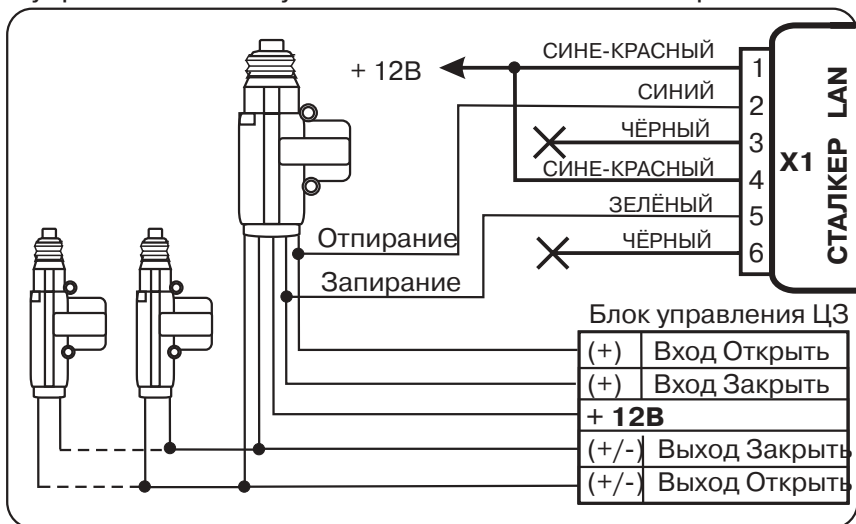 СИНЕ-КРАСНЫЙ
+ 12В
1
СИНИЙ
2
ЧЁРНЫЙ
3
СИНЕ-КРАСНЫЙ
4
ЗЕЛЁНЫЙ
5
ЧЁРНЫЙ
6
X1
СТАЛКЕР LAN
Отпирание
Запирание
Блок управления ЦЗ
(+) Вход Открыть
(+) Вход Закрыть
+ 12В
(+/-) Выход Закрыть
(+/-) Выход Открыть